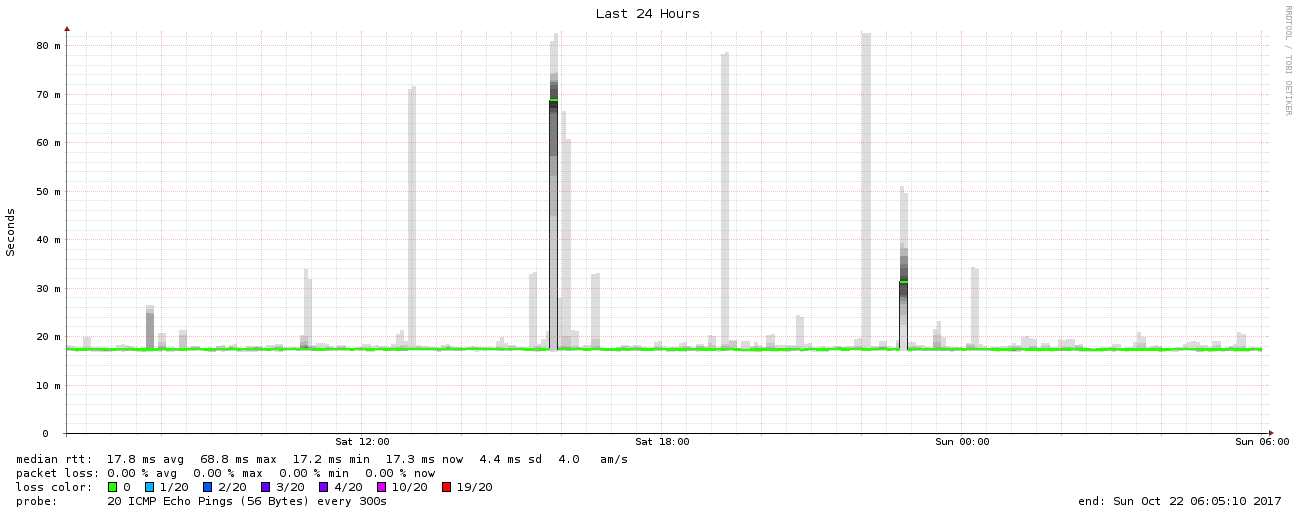 Last 24 Hours
RRDTOOL / TOBI OETIKER
Seconds
80 m
70 m
60 m
50 m
40 m
30 m
20 m
10 m
0
Sat 12:00 Sat 18:00 Sun 00:00 Sun 06:00
median rtt: 17.8 ms avg 68.8 ms max 17.2 ms min 17.3 ms now 4.4 ms sd 4.0 am/s
packet loss: 0.00 % avg 0.00 % max 0.00 % min 0.00 % now
loss color: 0 1/20 2/20 3/20 4/20 10/20 19/20
probe: 20 ICMP Echo Pings (56 Bytes) every 300s end: Sun Oct 22 06:05:10 2017